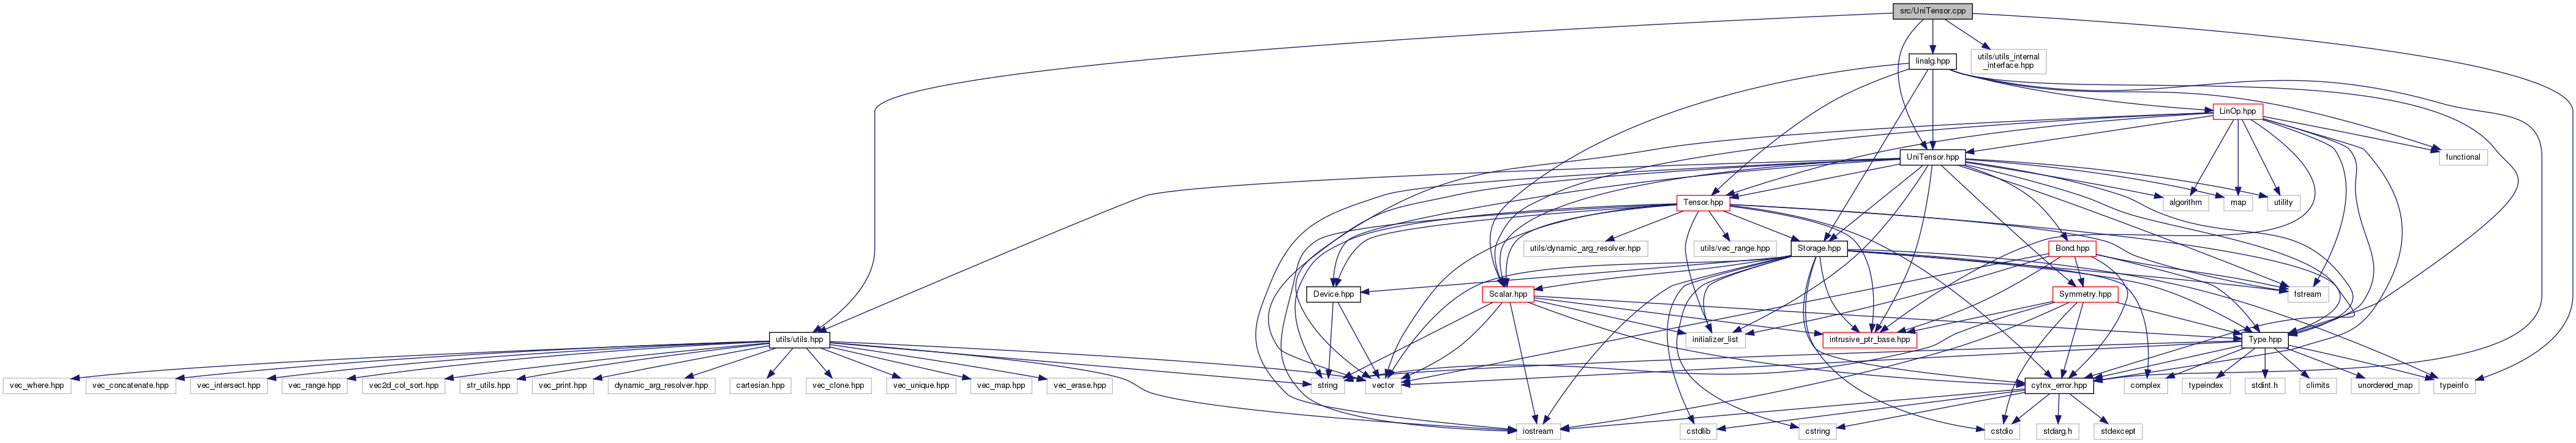 src/UniTensor.cpp
linalg.hpp
utils/utils_internal
_interface.hpp
LinOp.hpp
UniTensor.hpp
functional
Tensor.hpp
algorithm
map
utility
utils/dynamic_arg_resolver.hpp
utils/vec_range.hpp
Storage.hpp
Bond.hpp
Device.hpp
Scalar.hpp
Symmetry.hpp
fstream
utils/utils.hpp
initializer_list
intrusive_ptr_base.hpp
Type.hpp
vec_where.hpp
vec_concatenate.hpp
vec_intersect.hpp
vec_range.hpp
vec2d_col_sort.hpp
str_utils.hpp
vec_print.hpp
dynamic_arg_resolver.hpp
cartesian.hpp
vec_clone.hpp
vec_unique.hpp
vec_map.hpp
vec_erase.hpp
string
vector
cytnx_error.hpp
complex
typeindex
stdint.h
climits
unordered_map
typeinfo
iostream
cstdlib
cstring
cstdio
stdarg.h
stdexcept